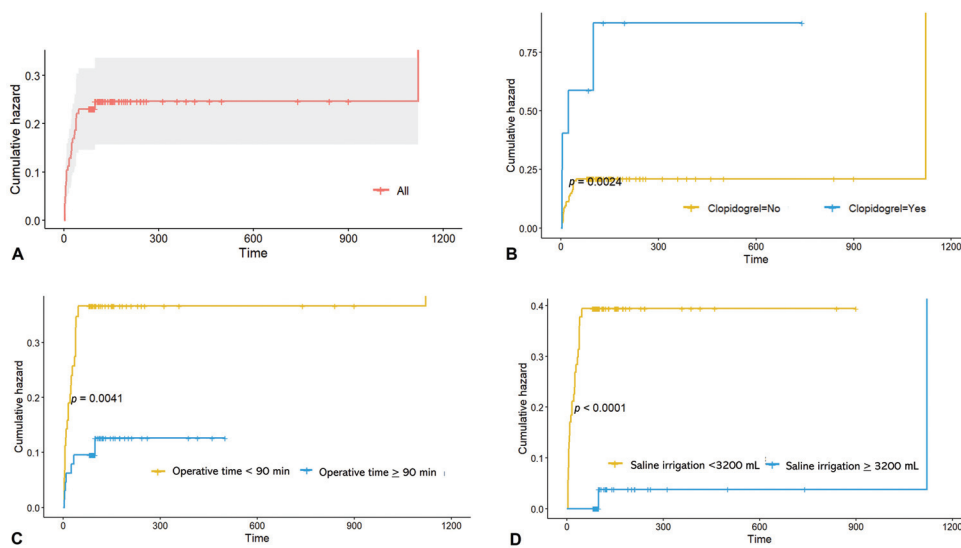 0.3
0.2
0.1
0.0
Cumulative hazard
All
0
300
600
900
1200
Time
A
0.75
0.50
0.25
0.00
Cumulative hazard
p = 0.0024
Clopidogrel=No
Clopidogrel=Yes
0
300
600
900
1200
Time
B
0.3
0.2
0.1
0.0
Cumulative hazard
p = 0.0041
Operative time < 90 min
Operative time ≥ 90 min
0
300
600
900
1200
Time
C
0.4
0.3
0.2
0.1
0.0
Cumulative hazard
p < 0.0001
Saline irrigation <3200 mL
Saline irrigation ≥ 3200 mL
0
300
600
900
1200
Time
D